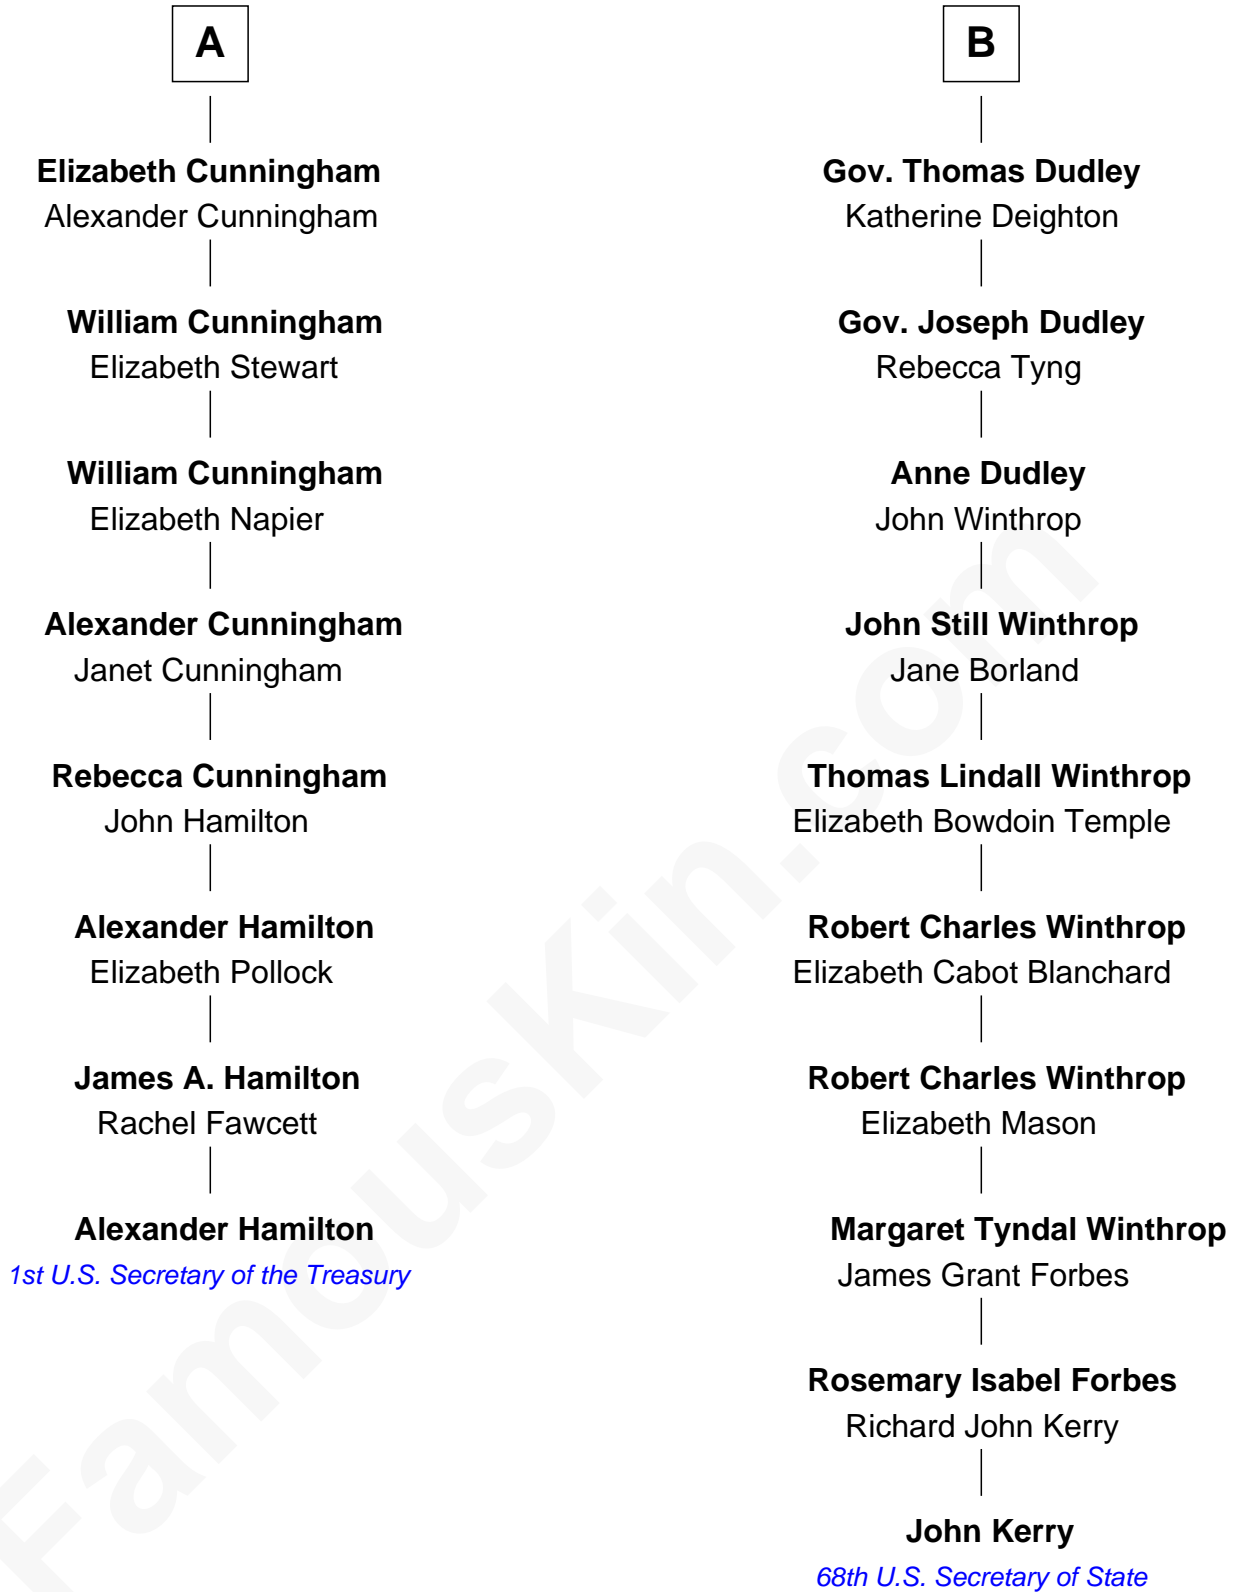 A
Elizabeth Cunningham
Alexander Cunningham
William Cunningham
Elizabeth Stewart
William Cunningham
Elizabeth Napier
Alexander Cunningham
Janet Cunningham
Rebecca Cunningham
John Hamilton
Alexander Hamilton
Elizabeth Pollock
James A. Hamilton
Rachel Fawcett
Alexander Hamilton
1st U.S. Secretary of the Treasury
B
Gov. Thomas Dudley
Katherine Deighton
Gov. Joseph Dudley
Rebecca Tyng
Anne Dudley
John Winthrop
John Still Winthrop
Jane Borland
Thomas Lindall Winthrop
Elizabeth Bowdoin Temple
Robert Charles Winthrop
Elizabeth Cabot Blanchard
Robert Charles Winthrop
Elizabeth Mason
Margaret Tyndal Winthrop
James Grant Forbes
Rosemary Isabel Forbes
Richard John Kerry
John Kerry
68th U.S. Secretary of State
FamousKin.com